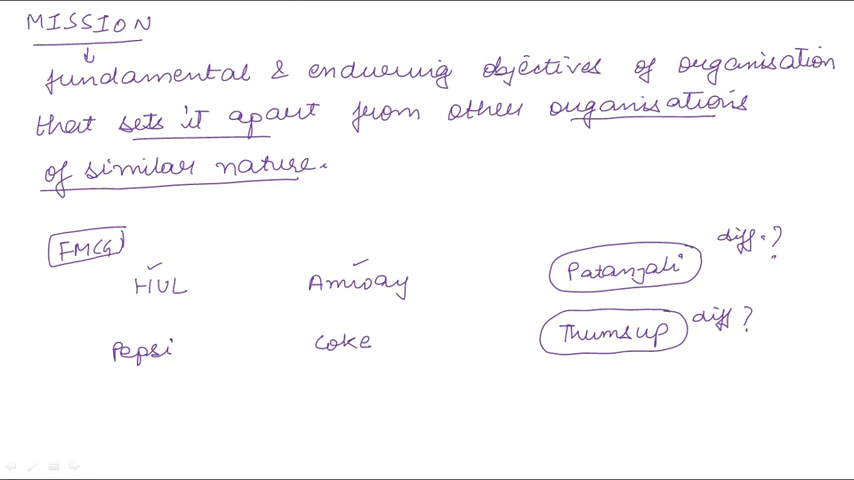 MISSION
fundamental & enduring objectives of organisation
that sets it apart from other organisations
of similar nature.
FMCG
HUL Amway Patanjali diff.?
Pepsi Coke Thumsup diff?